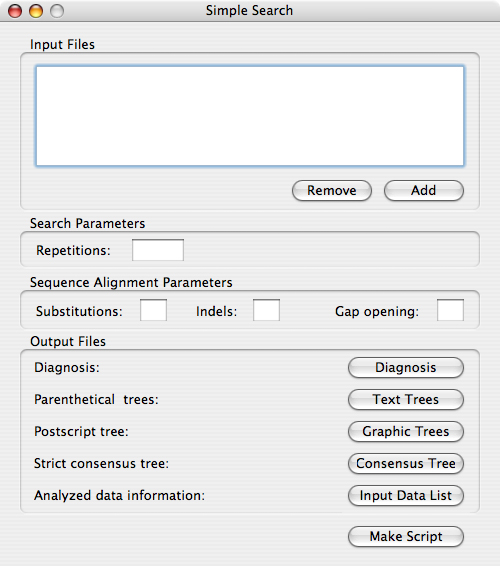 Simple Search
Input Files
Remove Add
Search Parameters
Repetitions:
Sequence Alignment Parameters
Substitutions: Indels: Gap opening:
Output Files
Diagnosis: Diagnosis
Parenthetical trees: Text Trees
Postscript tree: Graphic Trees
Strict consensus tree: Consensus Tree
Analyzed data information: Input Data List
Make Script